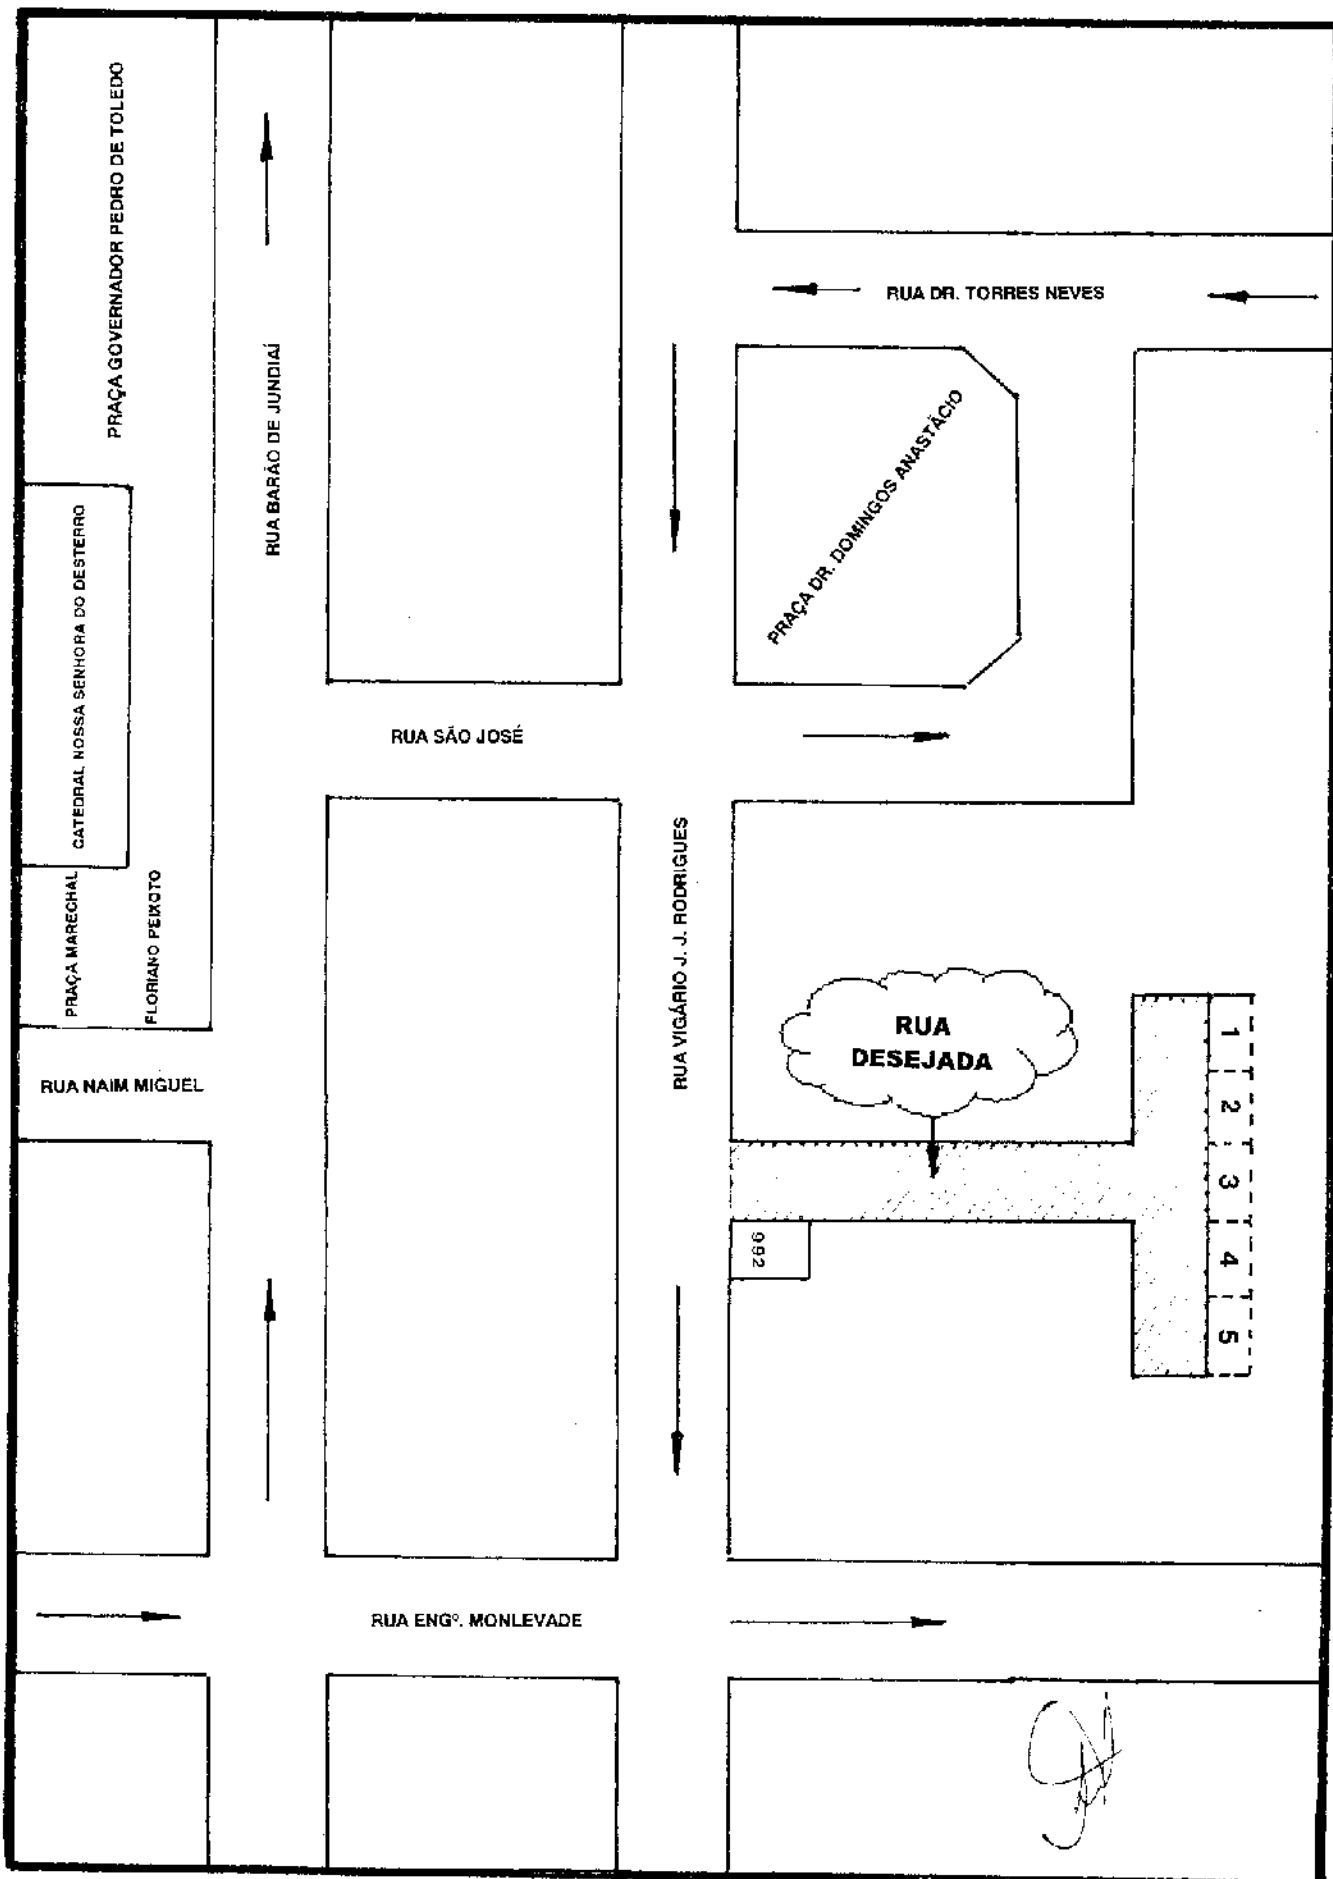 PRAÇA GOVERNADOR PEDRO DE TOLEDO
RUA BARÃO DE JUNDIAÍ
RUA DR. TORRES NEVES
PRAÇA DR. DOMINGOS ANASTÁCIO
CATEDRAL NOSSA SENHORA DO DESTERRO
RUA SÃO JOSÉ
PRAÇA MARECHAL
FLORIANO PEIXOTO
RUA VIGÁRIO J. J. RODRIGUES
RUA
DESEJADA
RUA NAIM MIGUEL
1
2
3
4
5
992
RUA ENGº. MONLEVADE